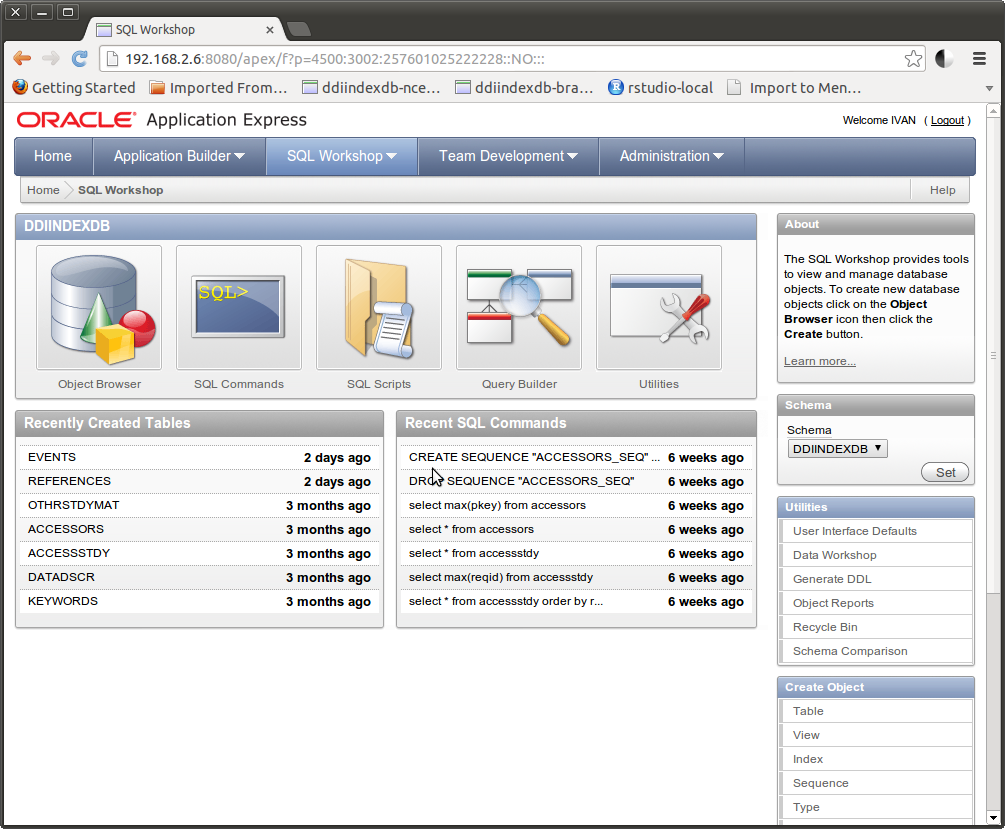 SQL Workshop
192.168.2.6:8080/apex/f?p=4500:3002:257601025222228::NO:::
Getting Started Imported From... ddiindexdb-nce... ddiindexdb-bra... rstudio-local Import to Men...
ORACLE Application Express
Welcome IVAN ( Logout )
Home Application Builder SQL Workshop Team Development Administration
Home SQL Workshop Help
DDIINDEXDB
SQL>
Object Browser SQL Commands SQL Scripts Query Builder Utilities
Recently Created Tables
EVENTS 2 days ago
REFERENCES 2 days ago
OTHRSTDYMAT 3 months ago
ACCESSORS 3 months ago
ACCESSSTDY 3 months ago
DATADSCR 3 months ago
KEYWORDS 3 months ago
Recent SQL Commands
CREATE SEQUENCE "ACCESSORS_SEQ" ... 6 weeks ago
DROP SEQUENCE "ACCESSORS_SEQ" 6 weeks ago
select max(pkey) from accessors 6 weeks ago
select * from accessors 6 weeks ago
select * from accessstdy 6 weeks ago
select max(reqid) from accessstdy 6 weeks ago
select * from accessstdy order by r... 6 weeks ago
About
The SQL Workshop provides tools
to view and manage database
objects. To create new database
objects click on the Object
Browser icon then click the
Create button.
Learn more...
Schema
Schema
DDIINDEXDB
Set
Utilities
User Interface Defaults
Data Workshop
Generate DDL
Object Reports
Recycle Bin
Schema Comparison
Create Object
Table
View
Index
Sequence
Type